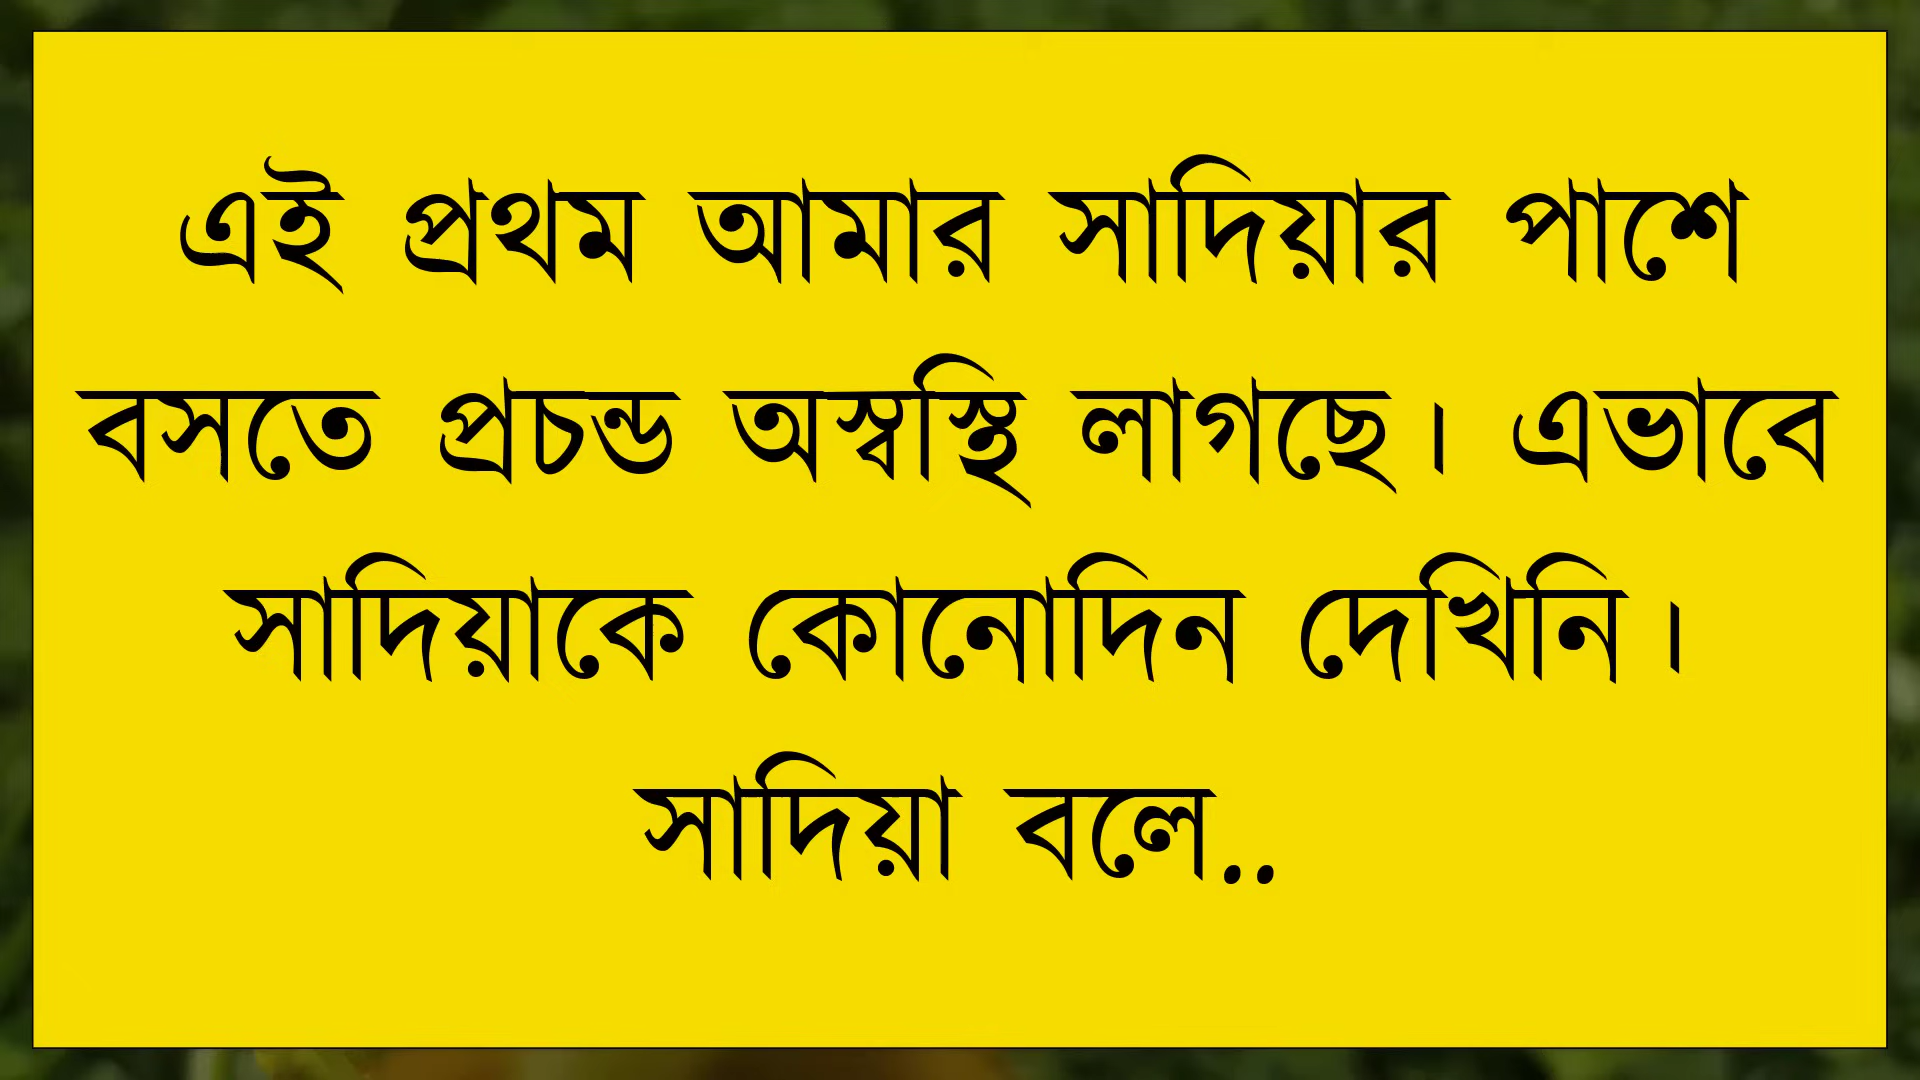 এই প্রথম আমার সাদিয়ার পাশে
বসতে প্রচন্ড অস্বস্থি লাগছে। এভাবে
সাদিয়াকে কোনোদিন দেখিনি।
সাদিয়া বলে..